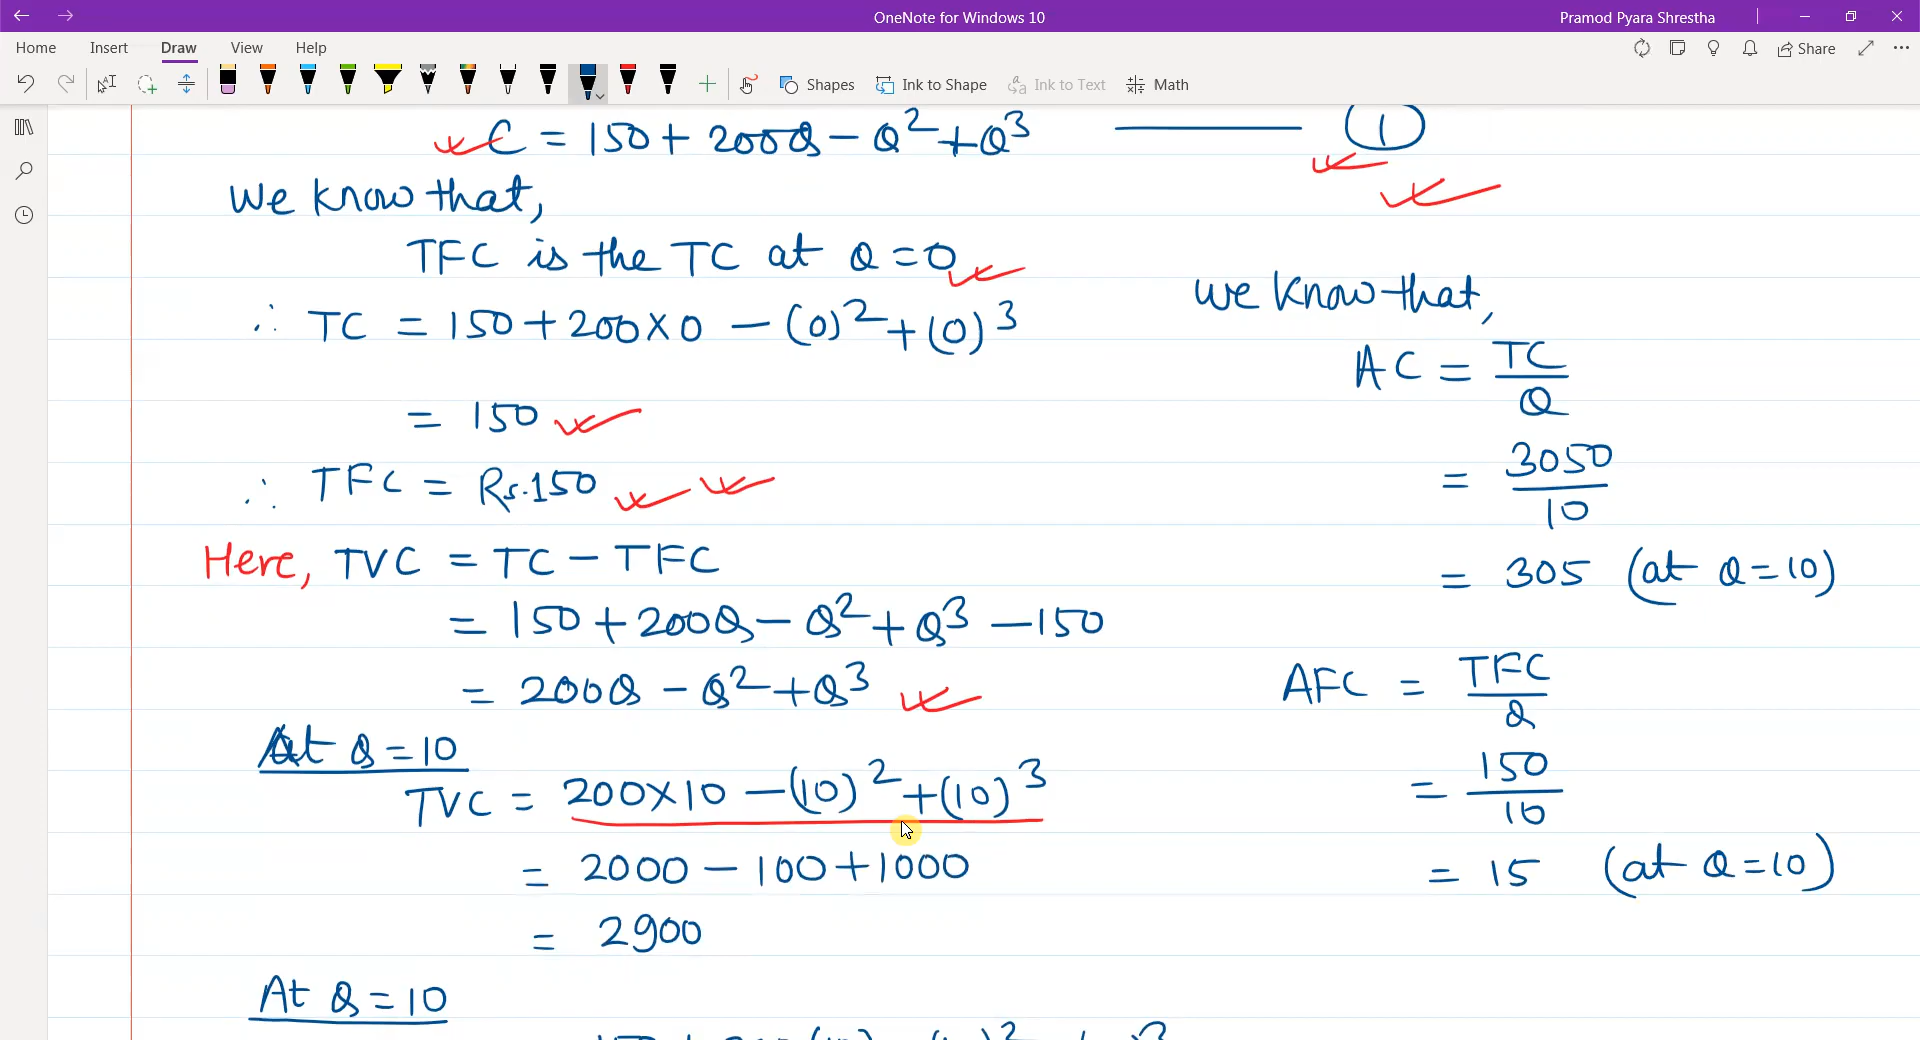 OneNote for Windows 10
Pramod Pyara Shrestha
Home Insert Draw View Help
Share
Shapes Ink to Shape Ink to Text Math
C = 150 + 200Q − Q² + Q³ ——— (1)
We know that,
TFC is the TC at Q = 0
∴ TC = 150 + 200 × 0 − (0)² + (0)³
= 150
∴ TFC = Rs.150
Here, TVC = TC − TFC
= 150 + 200Q − Q² + Q³ − 150
= 200Q − Q² + Q³
At Q = 10
TVC = 200 × 10 − (10)² + (10)³
= 2000 − 100 + 1000
= 2900
At Q = 10
We know that,
AC = TC/Q
= 3050/10
= 305 (at Q = 10)
AFC = TFC/Q
= 150/10
= 15 (at Q = 10)